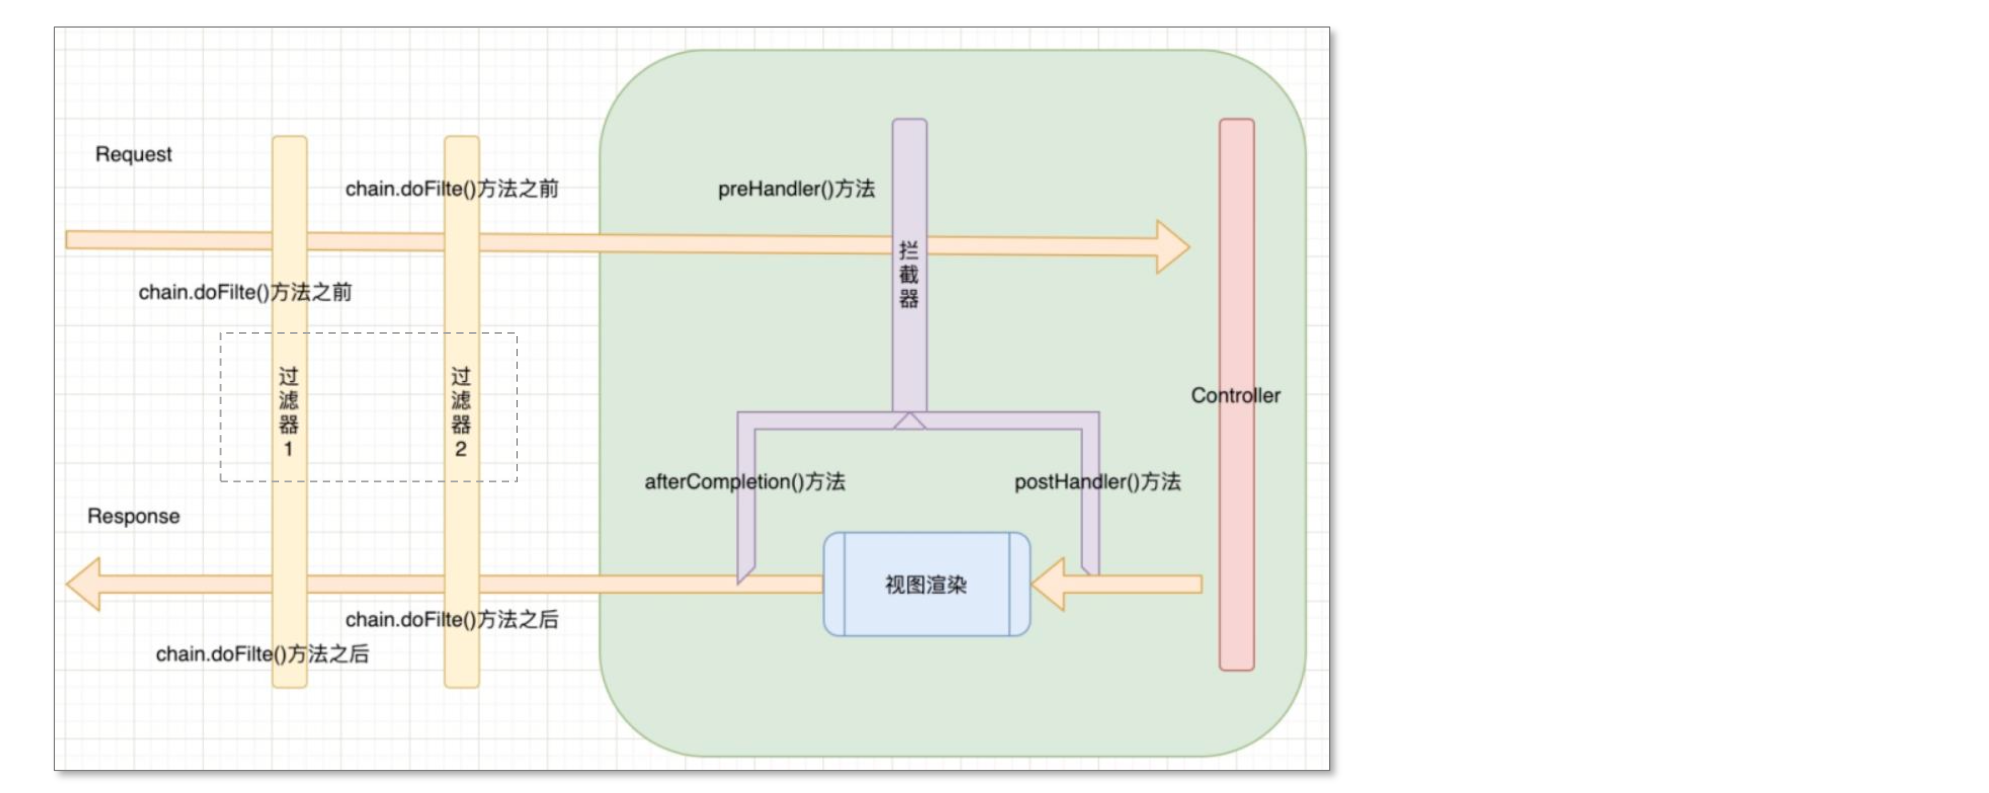 Request
chain.doFilte()方法之前
preHandler()方法
拦截器
chain.doFilte()方法之前
过滤器1
过滤器2
Controller
afterCompletion()方法
postHandler()方法
Response
视图渲染
chain.doFilte()方法之后
chain.doFilte()方法之后